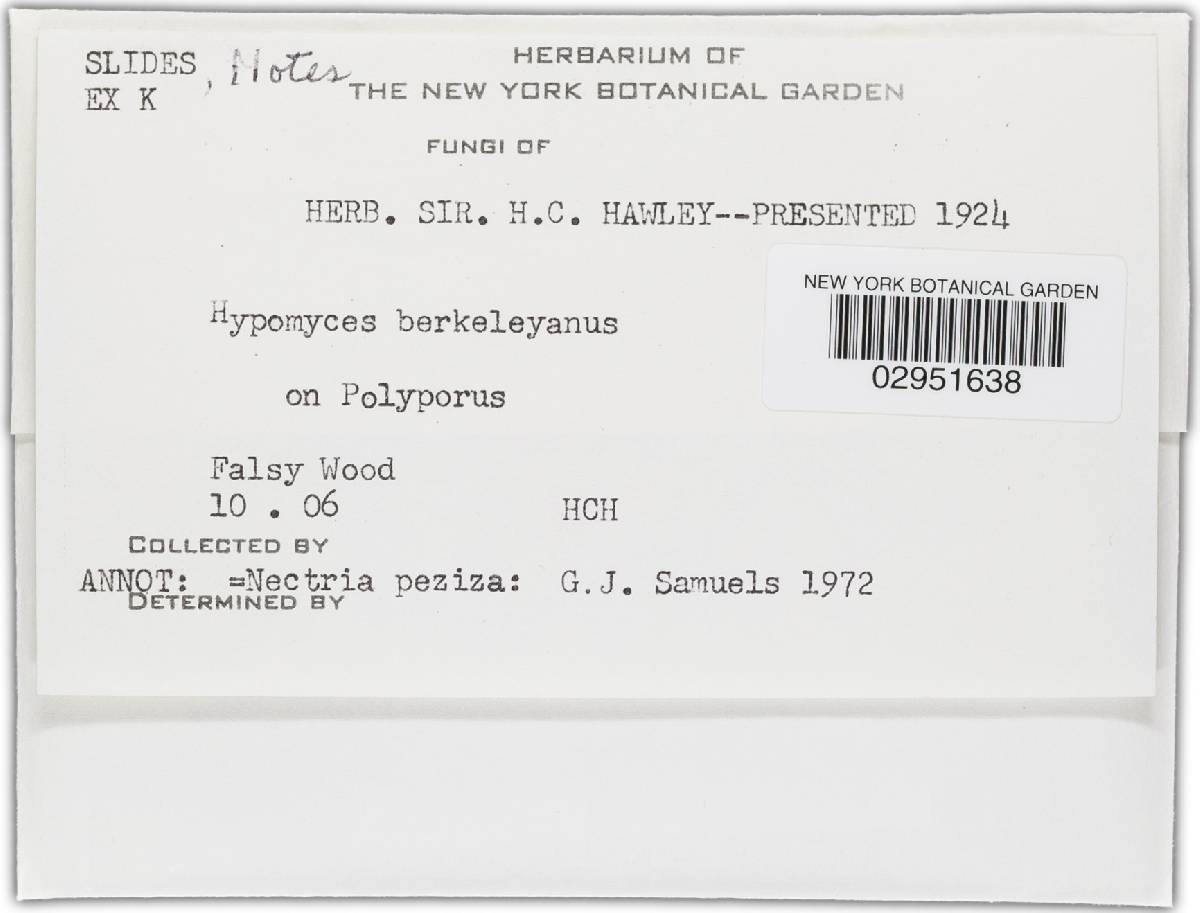 SLIDES, Notes
EX K
HERBARIUM OF
THE NEW YORK BOTANICAL GARDEN
FUNGI OF
HERB. SIR. H.C. HAWLEY--PRESENTED 1924
NEW YORK BOTANICAL GARDEN
02951638
Hypomyces berkeleyanus
on Polyporus
Falsy Wood
10 . 06 HCH
COLLECTED BY
ANNOT: =Nectria peziza: G.J. Samuels 1972
DETERMINED BY